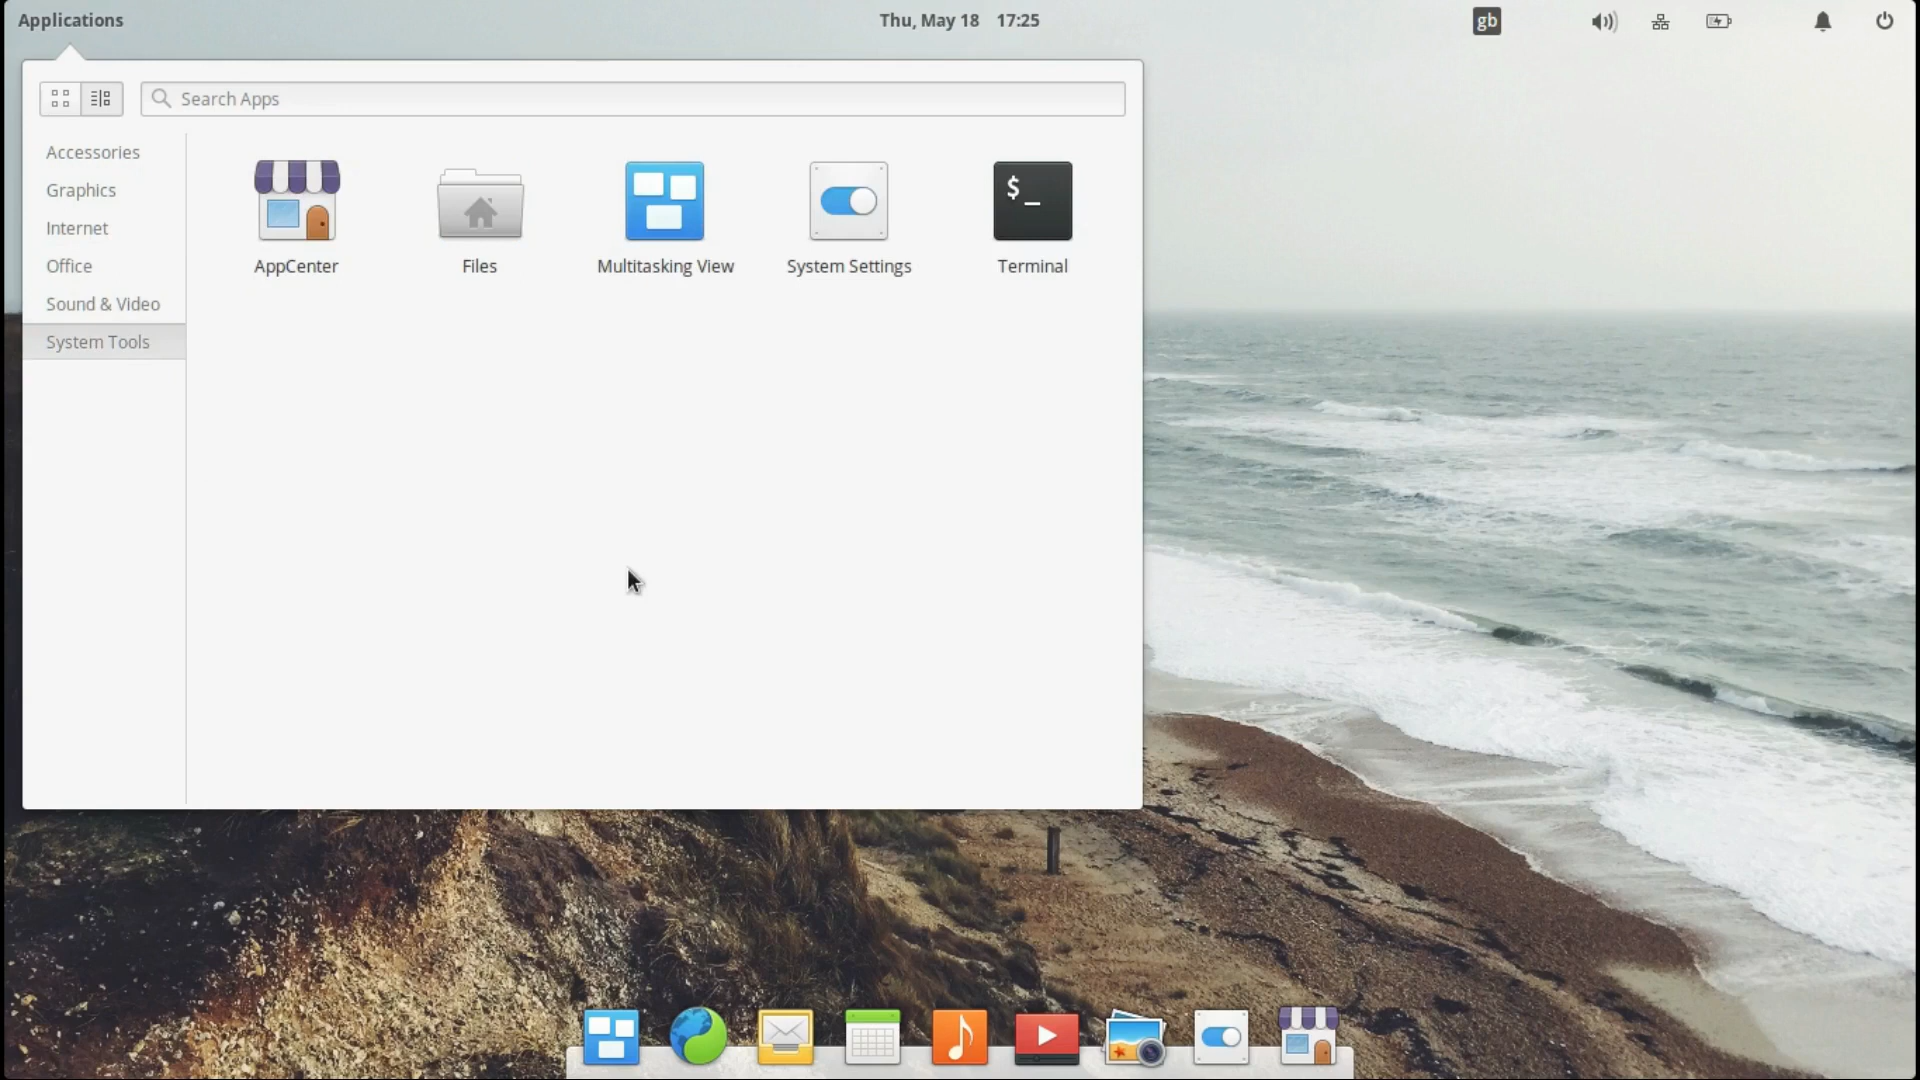 Applications
Thu, May 18 17:25
gb
Search Apps
Accessories
Graphics
Internet
Office
Sound & Video
System Tools
$_
AppCenter
Files
Multitasking View
System Settings
Terminal